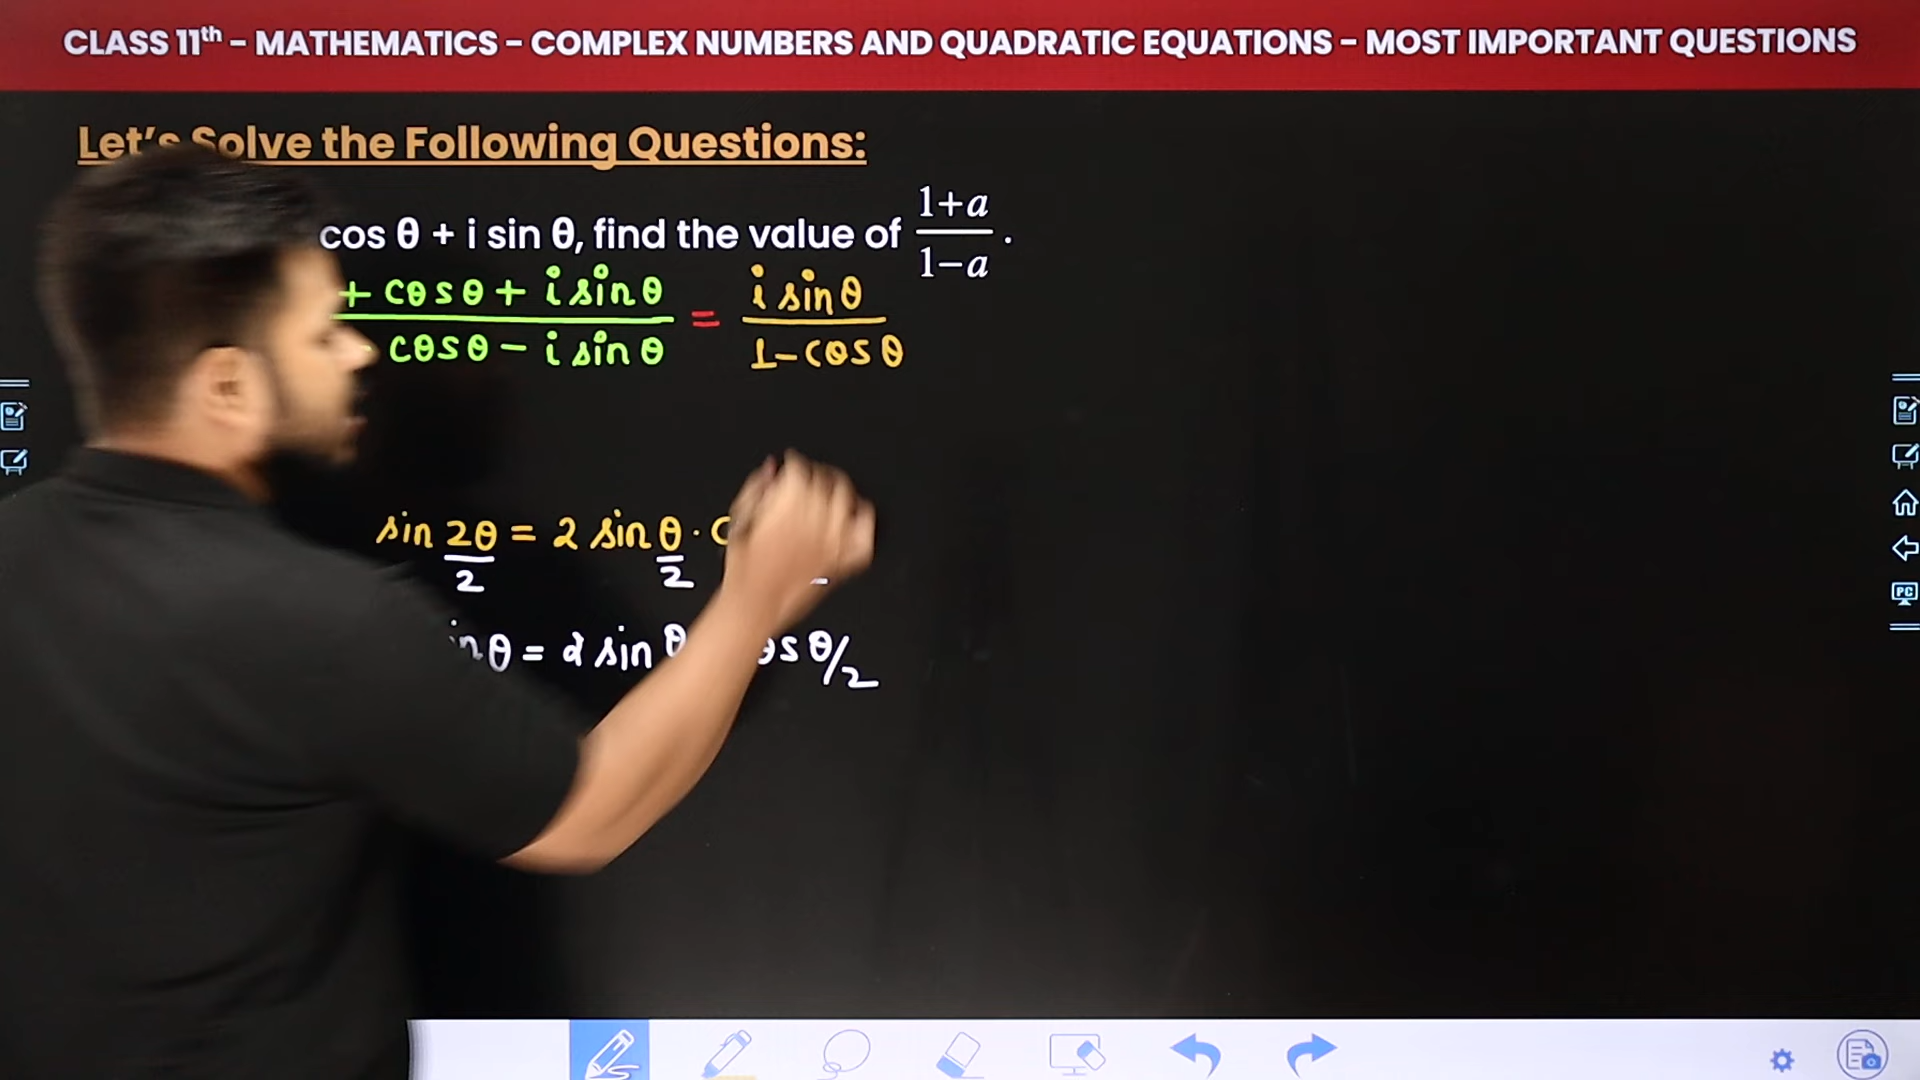 CLASS 11th – MATHEMATICS – COMPLEX NUMBERS AND QUADRATIC EQUATIONS – MOST IMPORTANT QUESTIONS
Let's Solve the Following Questions:
cos θ + i sin θ, find the value of (1+a)/(1−a) .
+ cos θ + i sin θ / cos θ − i sin θ = i sin θ / 1 − cos θ
sin 2θ/2 = 2 sin θ/2 ·
θ = 2 sin θ θ/2
PC